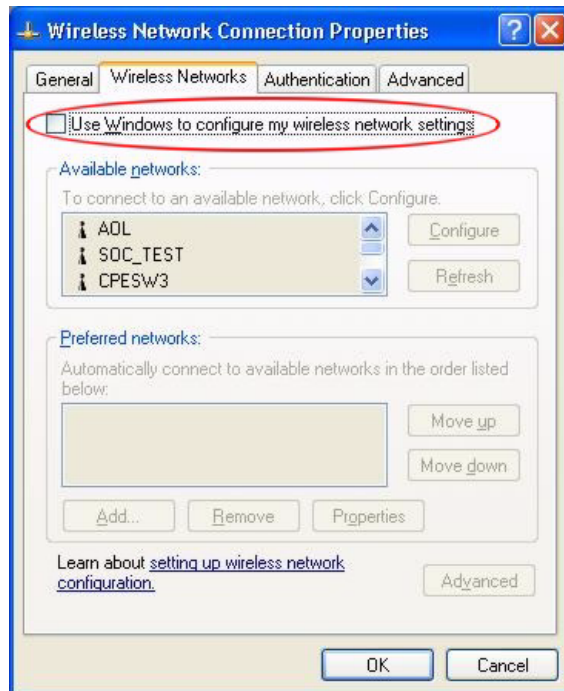 Wireless Network Connection Properties
General Wireless Networks Authentication Advanced
Use Windows to configure my wireless network settings
Available networks:
To connect to an available network, click Configure.
AOL
SOC_TEST
CPESW3
Configure
Refresh
Preferred networks:
Automatically connect to available networks in the order listed
below:
Move up
Move down
Add... Remove Properties
Learn about setting up wireless network
configuration.
Advanced
OK Cancel